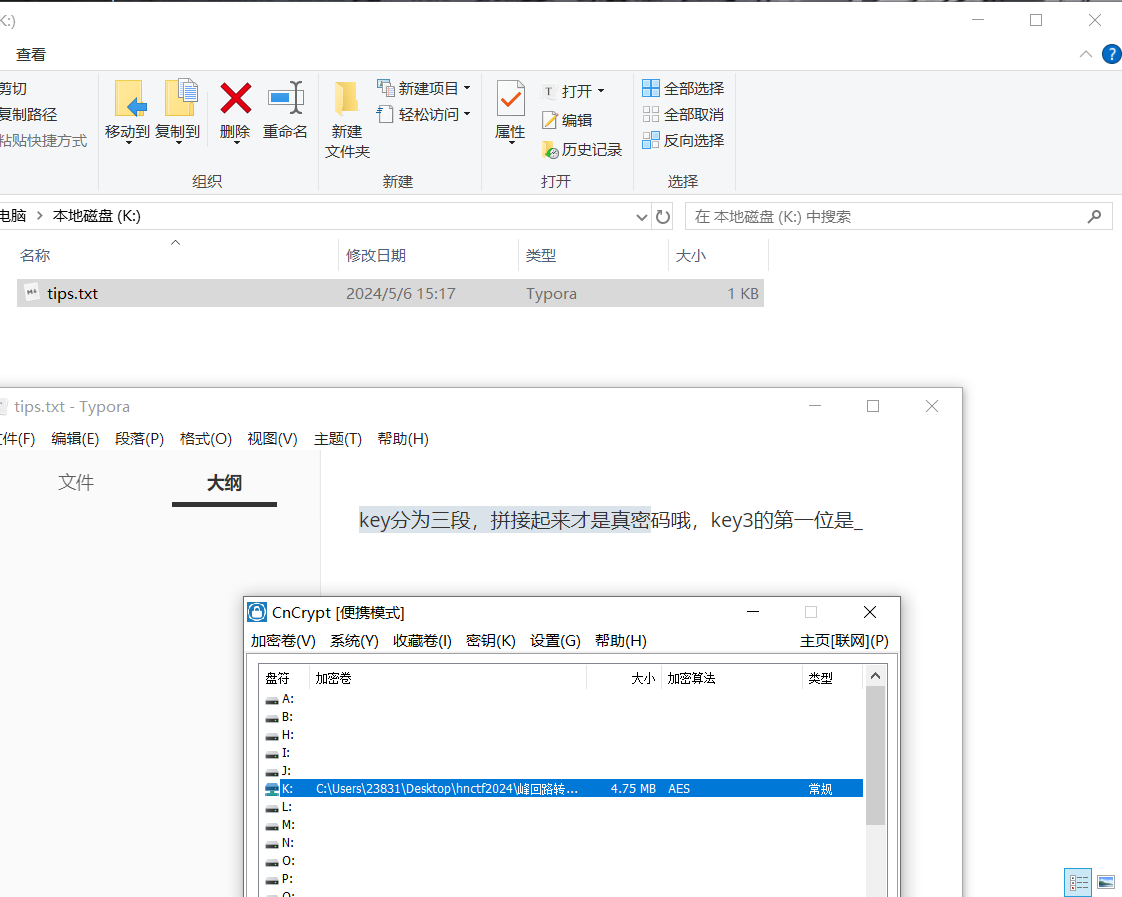 K:)
查看
?
剪切
复制路径
粘贴快捷方式
移动到
复制到
删除
重命名
组织
新建
文件夹
新建项目
轻松访问
新建
属性
打开
编辑
历史记录
打开
全部选择
全部取消
反向选择
选择
电脑 > 本地磁盘 (K:)
在 本地磁盘 (K:) 中搜索
名称 修改日期 类型 大小
tips.txt 2024/5/6 15:17 Typora 1 KB
tips.txt - Typora
件(F) 编辑(E) 段落(P) 格式(O) 视图(V) 主题(T) 帮助(H)
文件 大纲
key分为三段，拼接起来才是真密码哦，key3的第一位是_
CnCrypt [便携模式]
加密卷(V) 系统(Y) 收藏卷(I) 密钥(K) 设置(G) 帮助(H) 主页[联网](P)
盘符 加密卷 大小 加密算法 类型
A:
B:
H:
I:
J:
K: C:\Users\23831\Desktop\hnctf2024\峰回路转... 4.75 MB AES 常规
L:
M:
N:
O:
P: